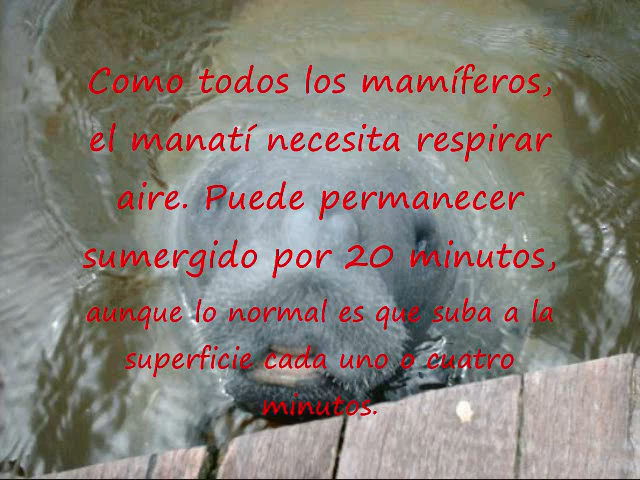 Como todos los mamíferos,
el manatí necesita respirar
aire. Puede permanecer
sumergido por 20 minutos,
aunque lo normal es que suba a la
superficie cada uno o cuatro
minutos.